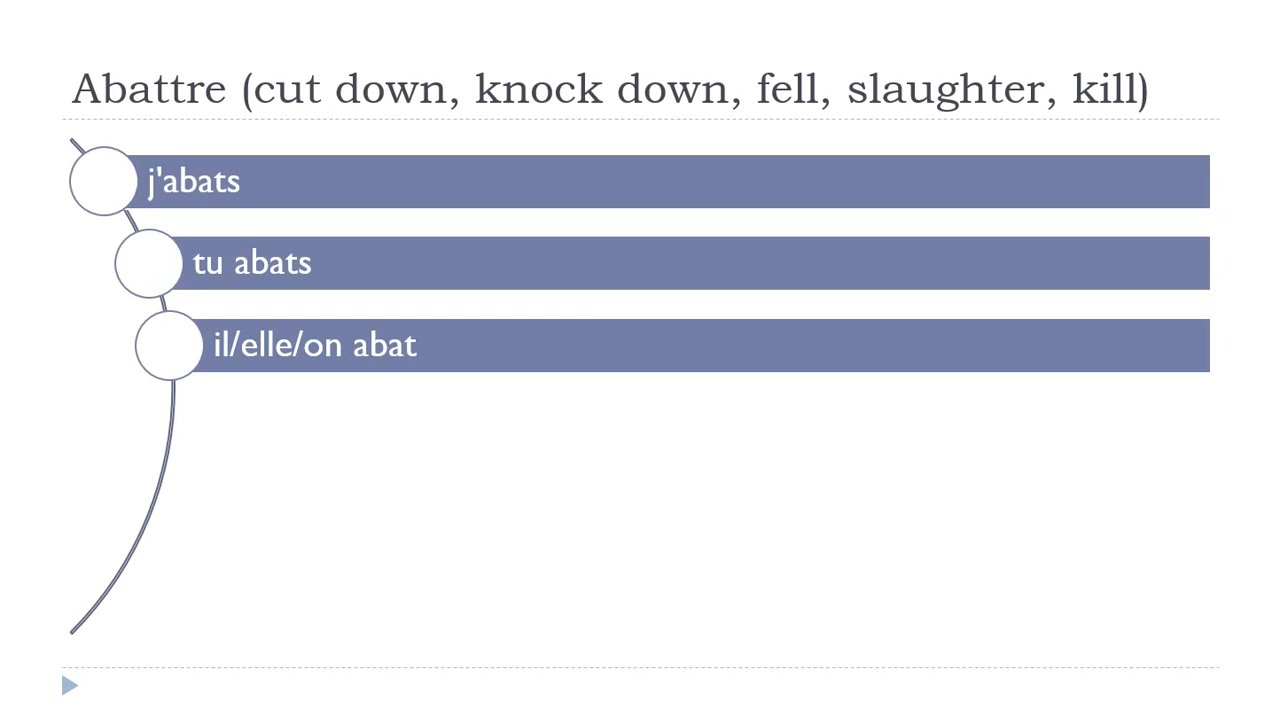 Abattre (cut down, knock down, fell, slaughter, kill)
j'abats
tu abats
il/elle/on abat